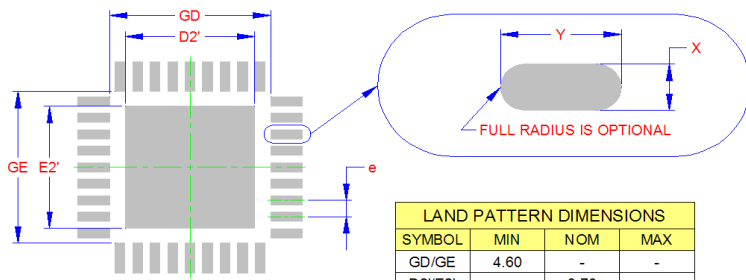 GD
D2'
GE
E2'
e
Y
X
FULL RADIUS IS OPTIONAL
LAND PATTERN DIMENSIONS
SYMBOL MIN NOM MAX
GD/GE 4.60 - -